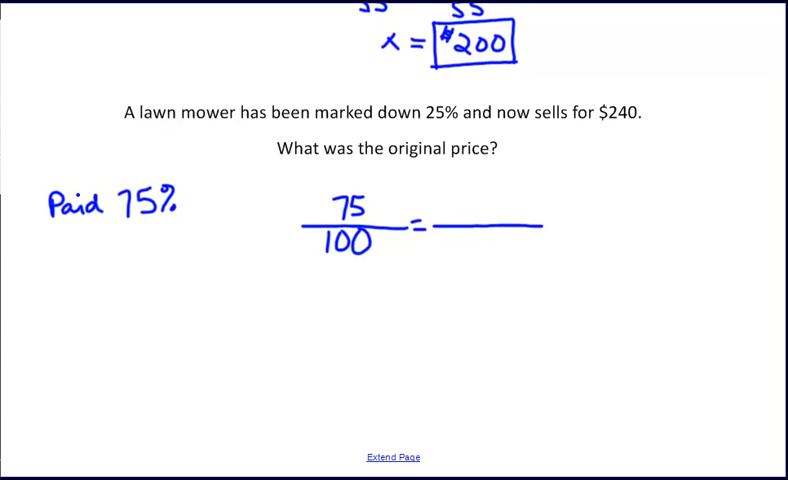 x = $200
A lawn mower has been marked down 25% and now sells for $240.
What was the original price?
Paid 75%
75
100
=
Extend Page